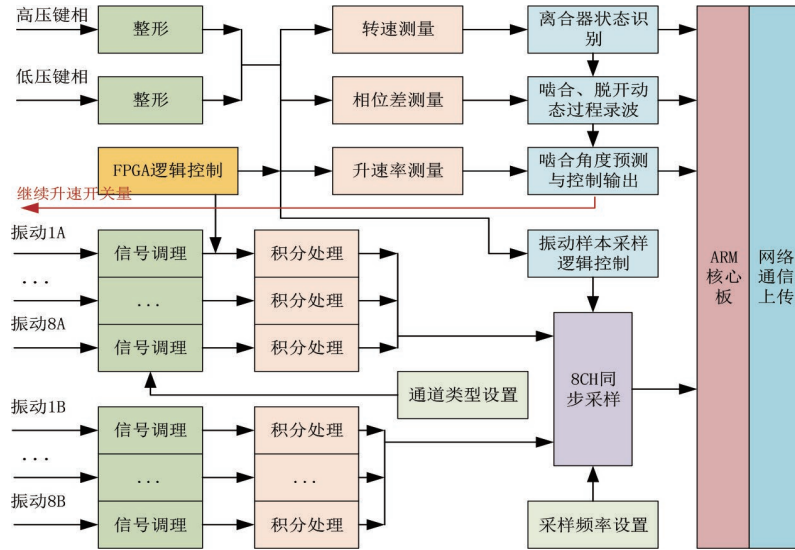 高压键相
整形
转速测量
离合器状态识
别
低压键相
整形
相位差测量
啮合、脱开动
态过程录波
FPGA逻辑控制
升速率测量
啮合角度预测
与控制输出
继续升速开关量
振动1A
信号调理
积分处理
振动样本采样
逻辑控制
...
...
积分处理
振动8A
信号调理
积分处理
通道类型设置
8CH同
步采样
振动1B
信号调理
积分处理
...
...
...
振动8B
信号调理
积分处理
采样频率设置
ARM
核心
板
网络
通信
上传